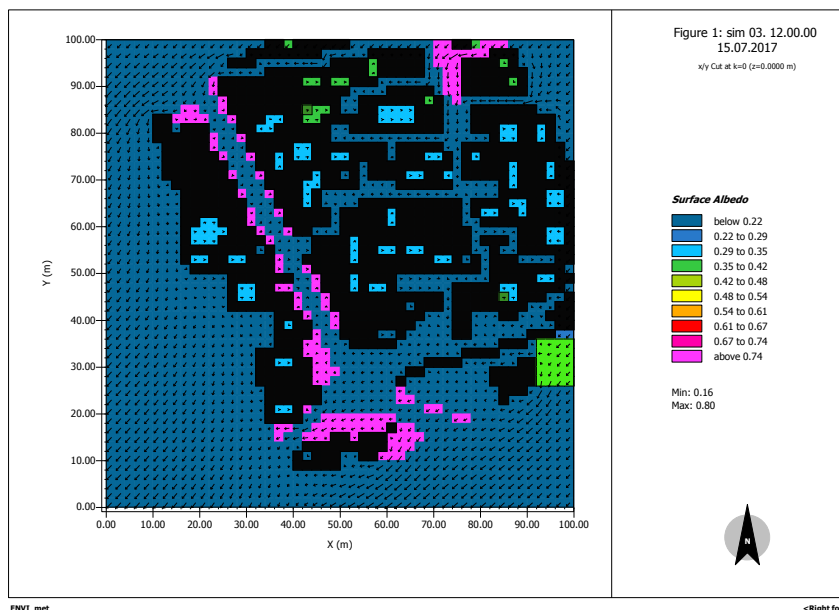 Figure 1: sim 03. 12.00.00
15.07.2017
x/y Cut at k=0 (z=0.0000 m)
100.00
90.00
80.00
70.00
60.00
50.00
40.00
30.00
20.00
10.00
0.00
Y (m)
0.00 10.00 20.00 30.00 40.00 50.00 60.00 70.00 80.00 90.00 100.00
X (m)
Surface Albedo
below 0.22
0.22 to 0.29
0.29 to 0.35
0.35 to 0.42
0.42 to 0.48
0.48 to 0.54
0.54 to 0.61
0.61 to 0.67
0.67 to 0.74
above 0.74
Min: 0.16
Max: 0.80
N
ENVI_met
<Right fo